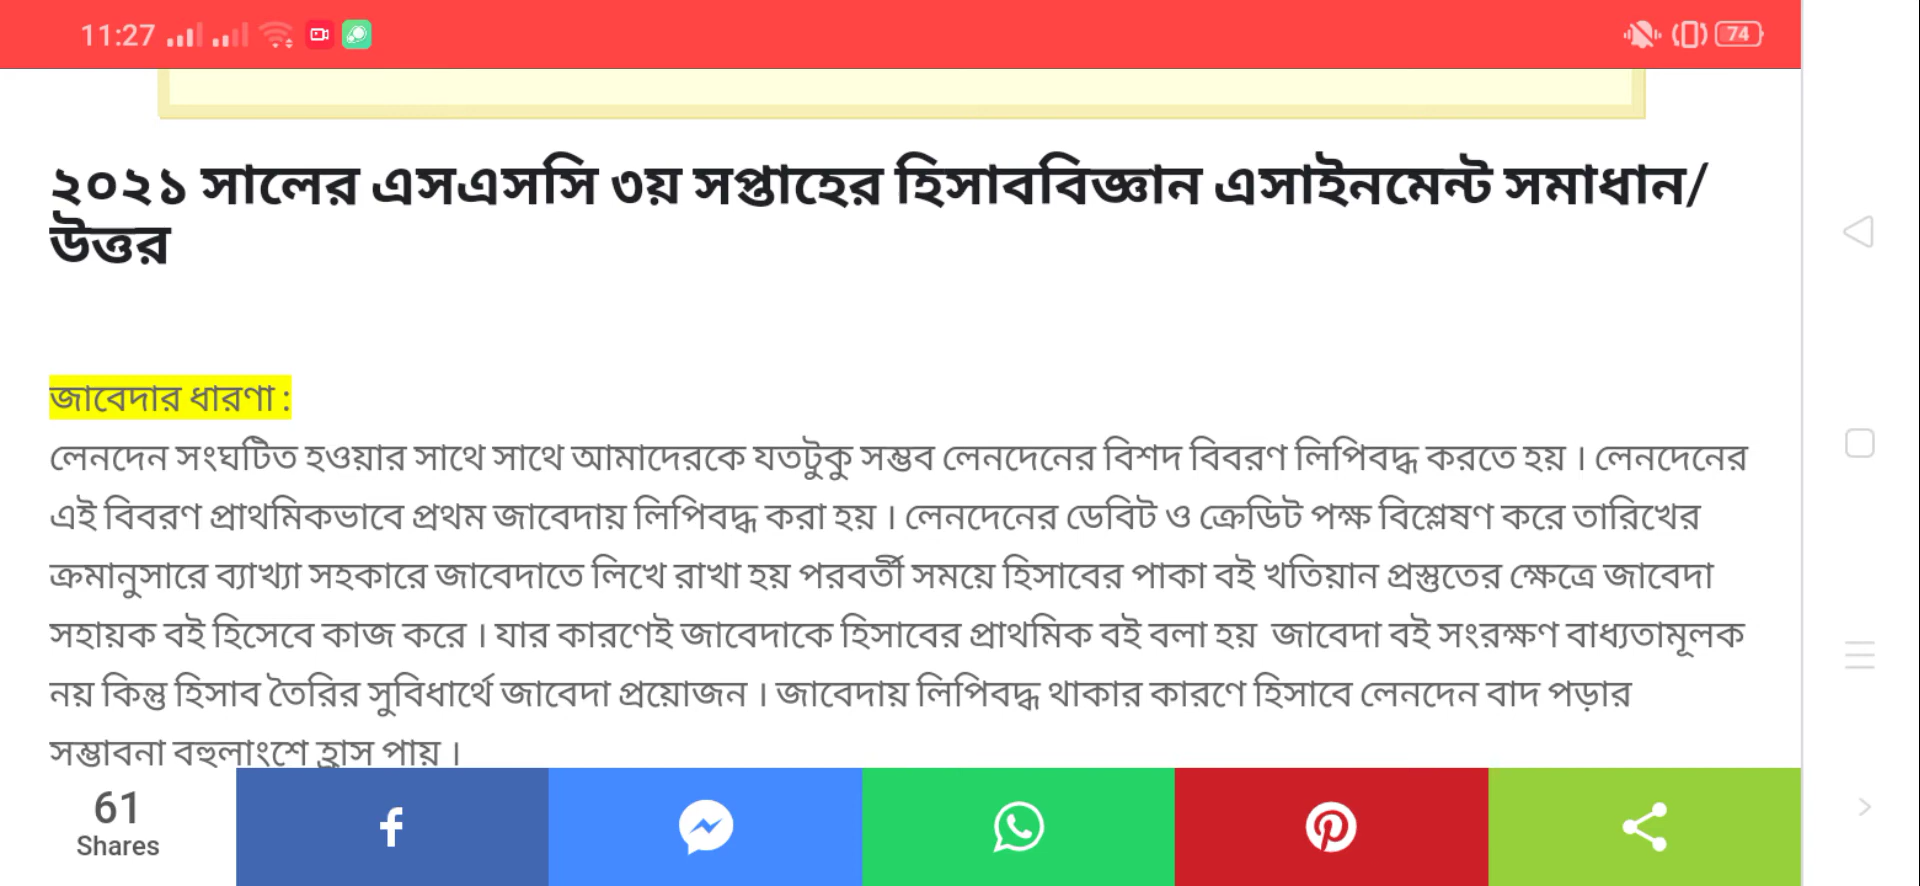 11:27
74
২০২১ সালের এসএসসি ৩য় সপ্তাহের হিসাববিজ্ঞান এসাইনমেন্ট সমাধান/
উত্তর
জাবেদার ধারণা :
লেনদেন সংঘটিত হওয়ার সাথে সাথে আমাদেরকে যতটুকু সম্ভব লেনদেনের বিশদ বিবরণ লিপিবদ্ধ করতে হয় । লেনদেনের
এই বিবরণ প্রাথমিকভাবে প্রথম জাবেদায় লিপিবদ্ধ করা হয় । লেনদেনের ডেবিট ও ক্রেডিট পক্ষ বিশ্লেষণ করে তারিখের
ক্রমানুসারে ব্যাখ্যা সহকারে জাবেদাতে লিখে রাখা হয় পরবর্তী সময়ে হিসাবের পাকা বই খতিয়ান প্রস্তুতের ক্ষেত্রে জাবেদা
সহায়ক বই হিসেবে কাজ করে । যার কারণেই জাবেদাকে হিসাবের প্রাথমিক বই বলা হয়  জাবেদা বই সংরক্ষণ বাধ্যতামূলক
নয় কিন্তু হিসাব তৈরির সুবিধার্থে জাবেদা প্রয়োজন । জাবেদায় লিপিবদ্ধ থাকার কারণে হিসাবে লেনদেন বাদ পড়ার
সম্ভাবনা বহুলাংশে হ্রাস পায় ।
61
Shares